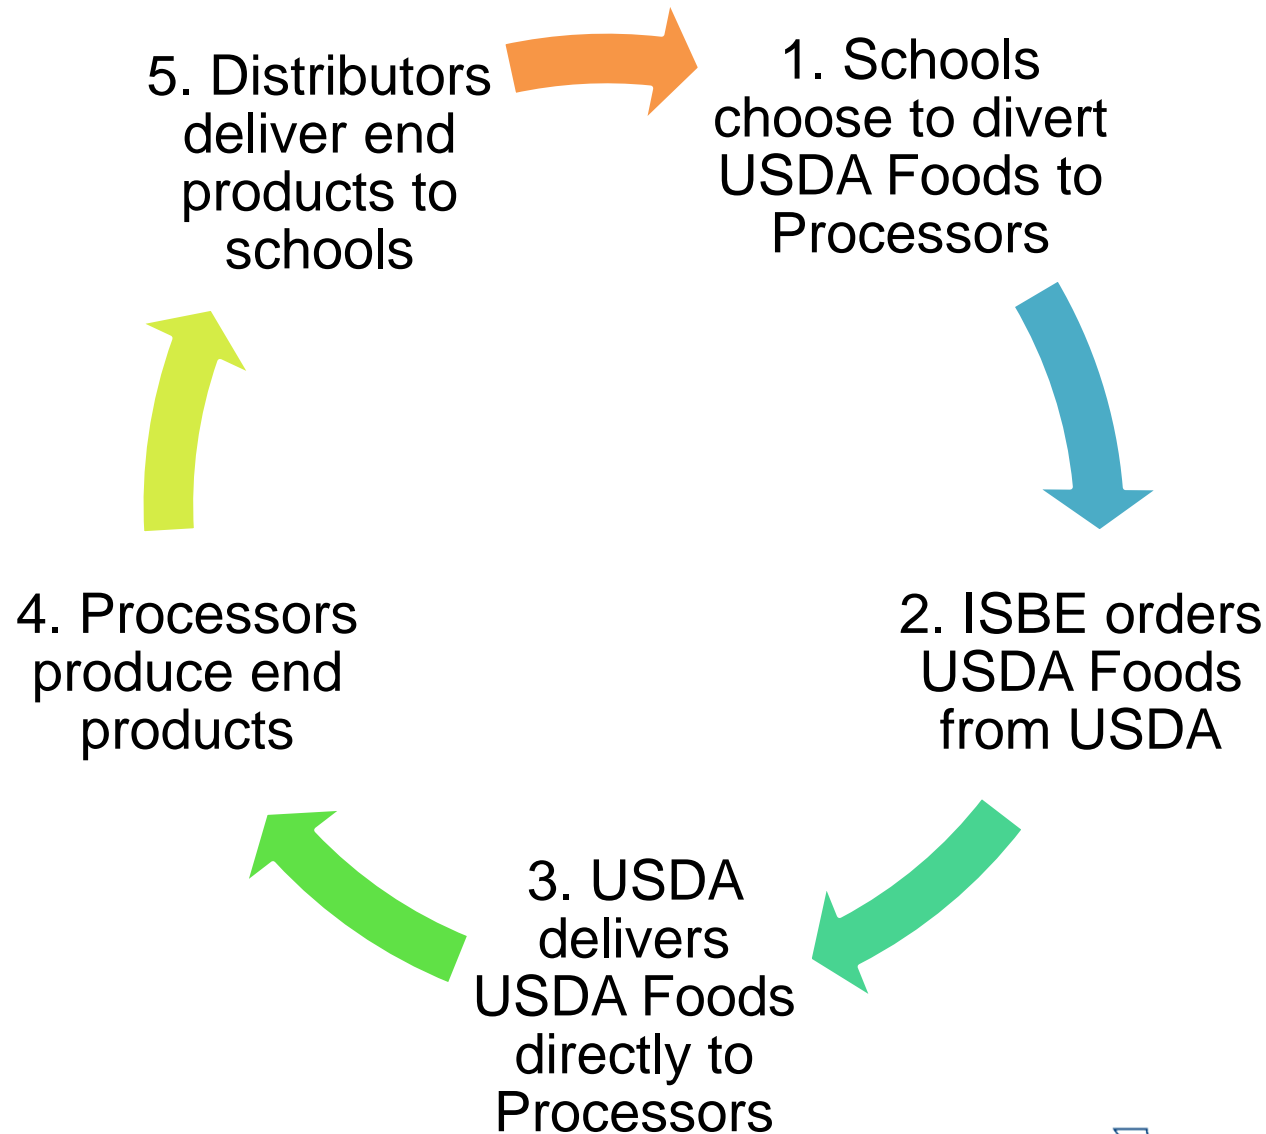 1. Schools
choose to divert
USDA Foods to
Processors
2. ISBE orders
USDA Foods
from USDA
3. USDA
delivers
USDA Foods
directly to
Processors
4. Processors
produce end
products
5. Distributors
deliver end
products to
schools